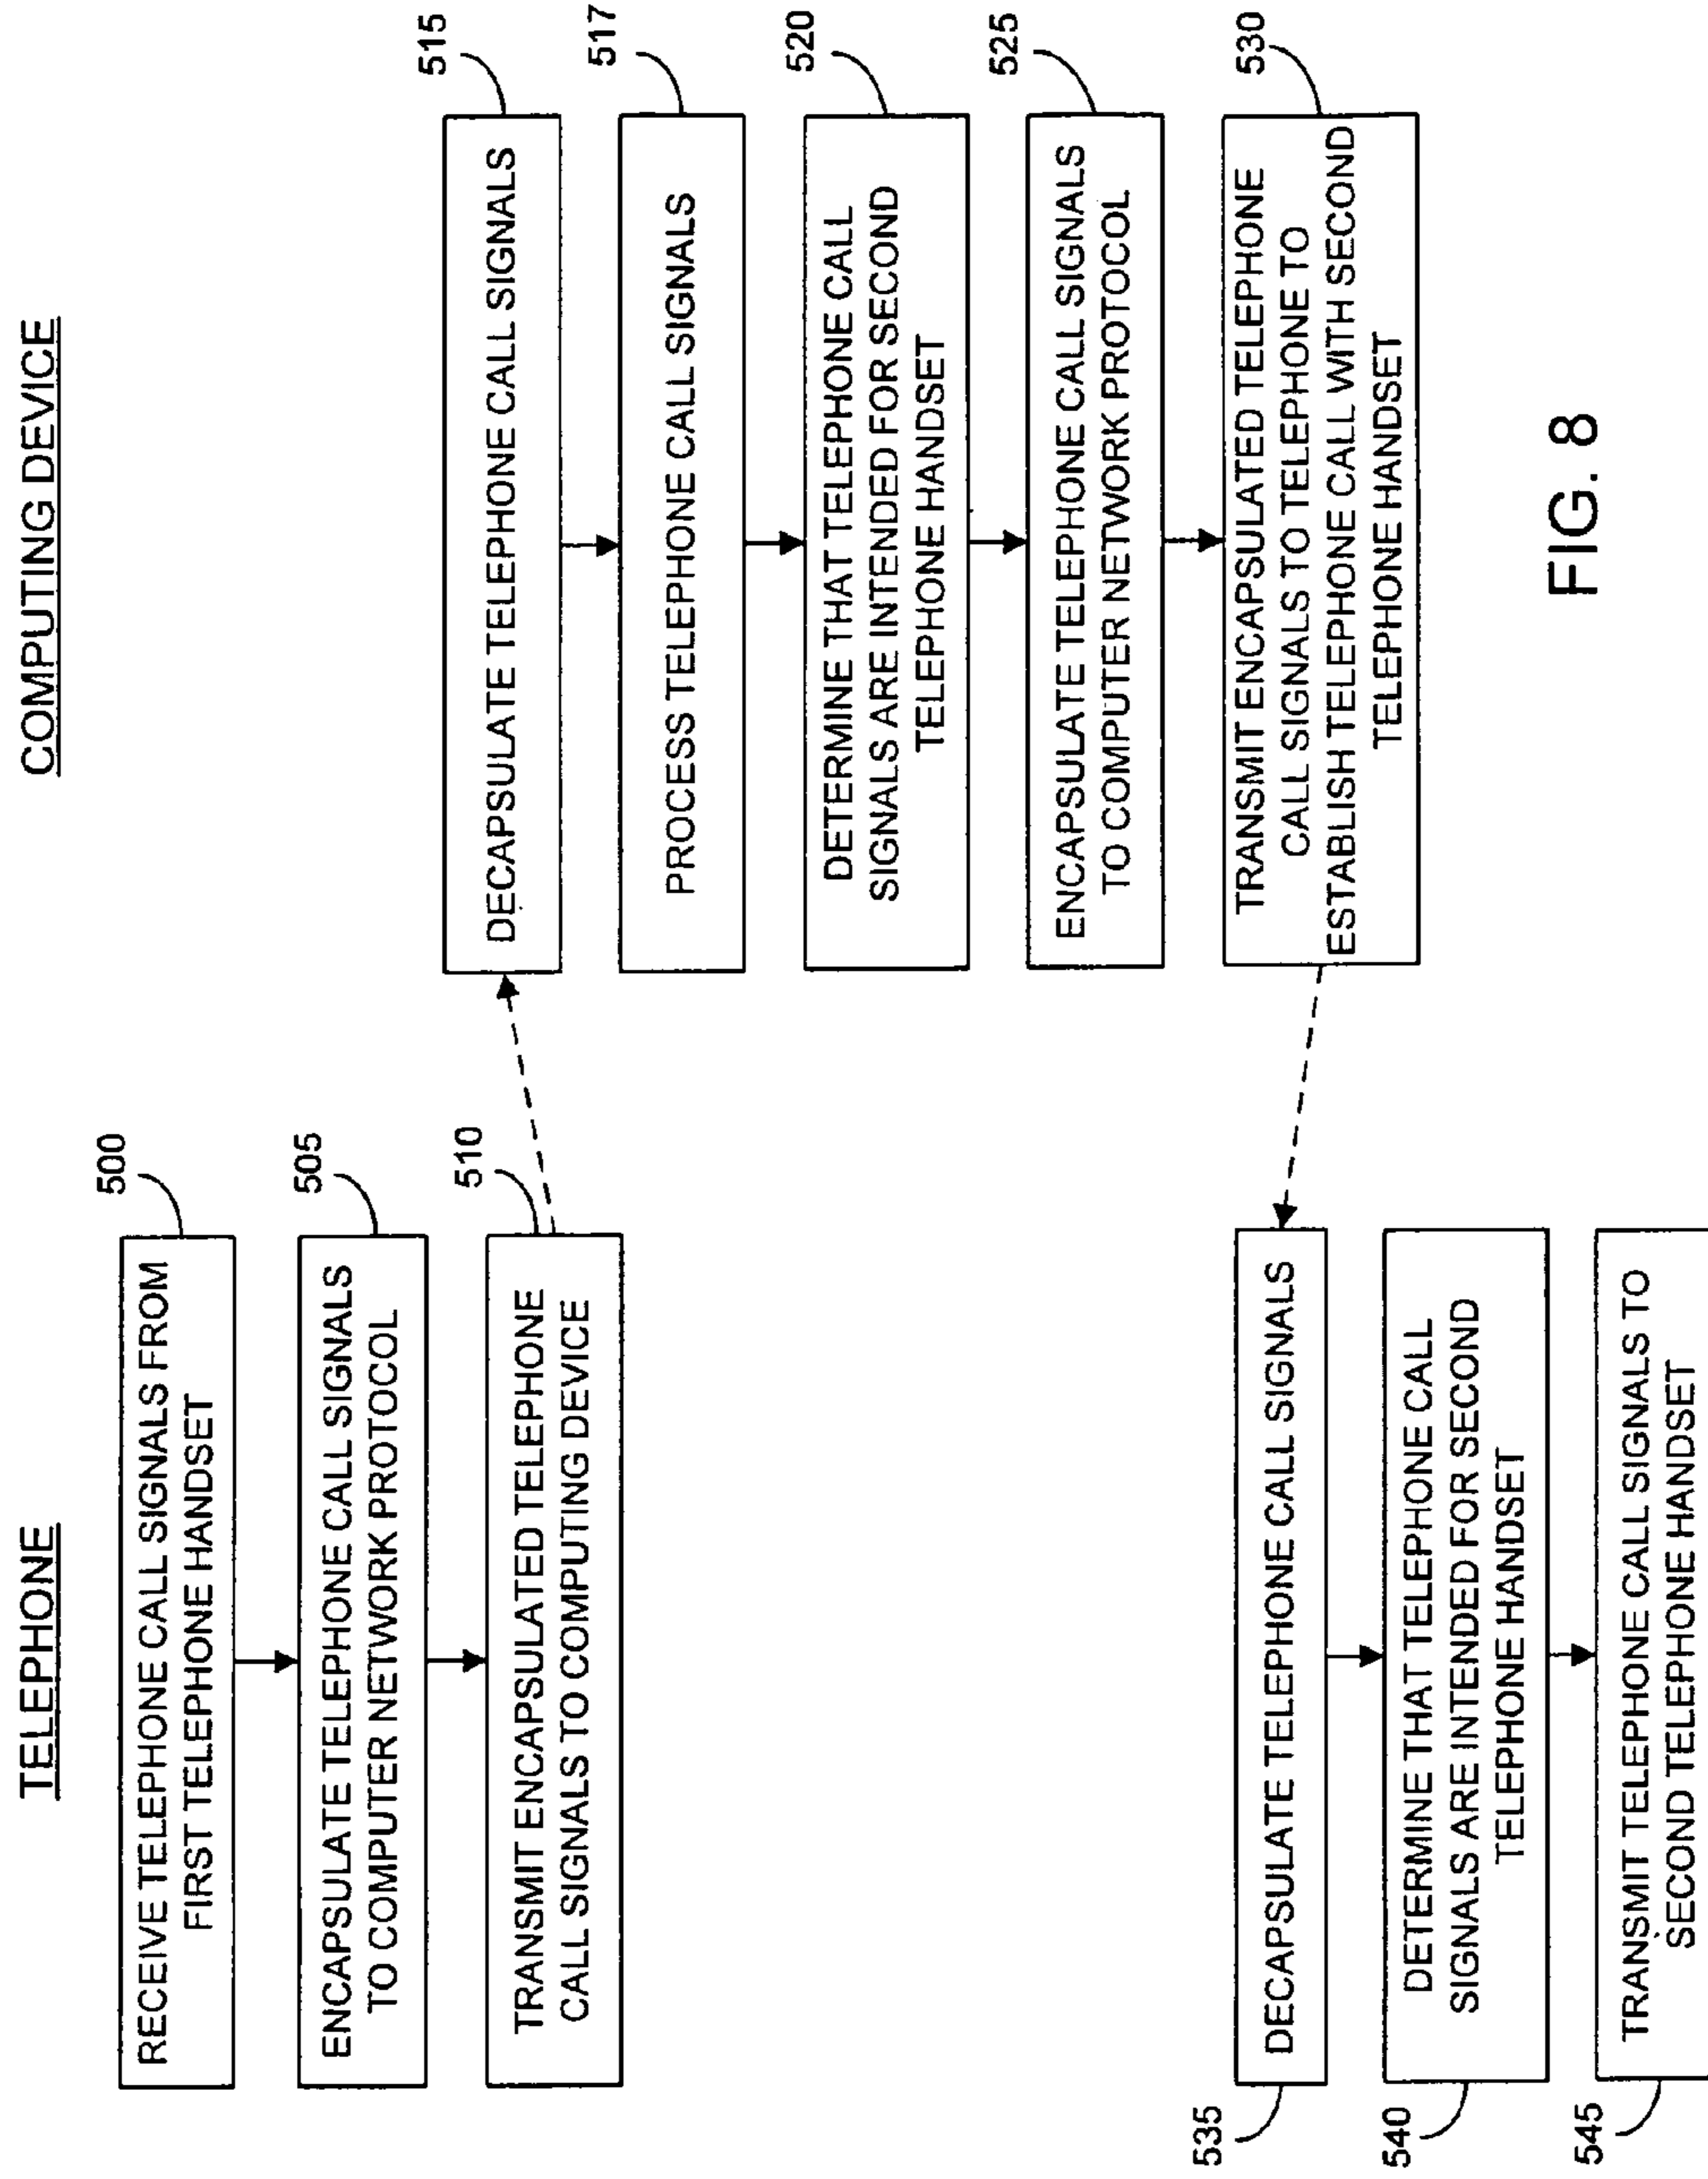 TELEPHONE
500
RECEIVE TELEPHONE CALL SIGNALS FROM
FIRST TELEPHONE HANDSET
505
ENCAPSULATE TELEPHONE CALL SIGNALS
TO COMPUTER NETWORK PROTOCOL
510
TRANSMIT ENCAPSULATED TELEPHONE
CALL SIGNALS TO COMPUTING DEVICE
COMPUTING DEVICE
515
DECAPSULATE TELEPHONE CALL SIGNALS
517
PROCESS TELEPHONE CALL SIGNALS
520
DETERMINE THAT TELEPHONE CALL
SIGNALS ARE INTENDED FOR SECOND
TELEPHONE HANDSET
525
ENCAPSULATE TELEPHONE CALL SIGNALS
TO COMPUTER NETWORK PROTOCOL
530
TRANSMIT ENCAPSULATED TELEPHONE
CALL SIGNALS TO TELEPHONE TO
ESTABLISH TELEPHONE CALL WITH SECOND
TELEPHONE HANDSET
535
DECAPSULATE TELEPHONE CALL SIGNALS
540
DETERMINE THAT TELEPHONE CALL
SIGNALS ARE INTENDED FOR SECOND
TELEPHONE HANDSET
545
TRANSMIT TELEPHONE CALL SIGNALS TO
SECOND TELEPHONE HANDSET
FIG. 8